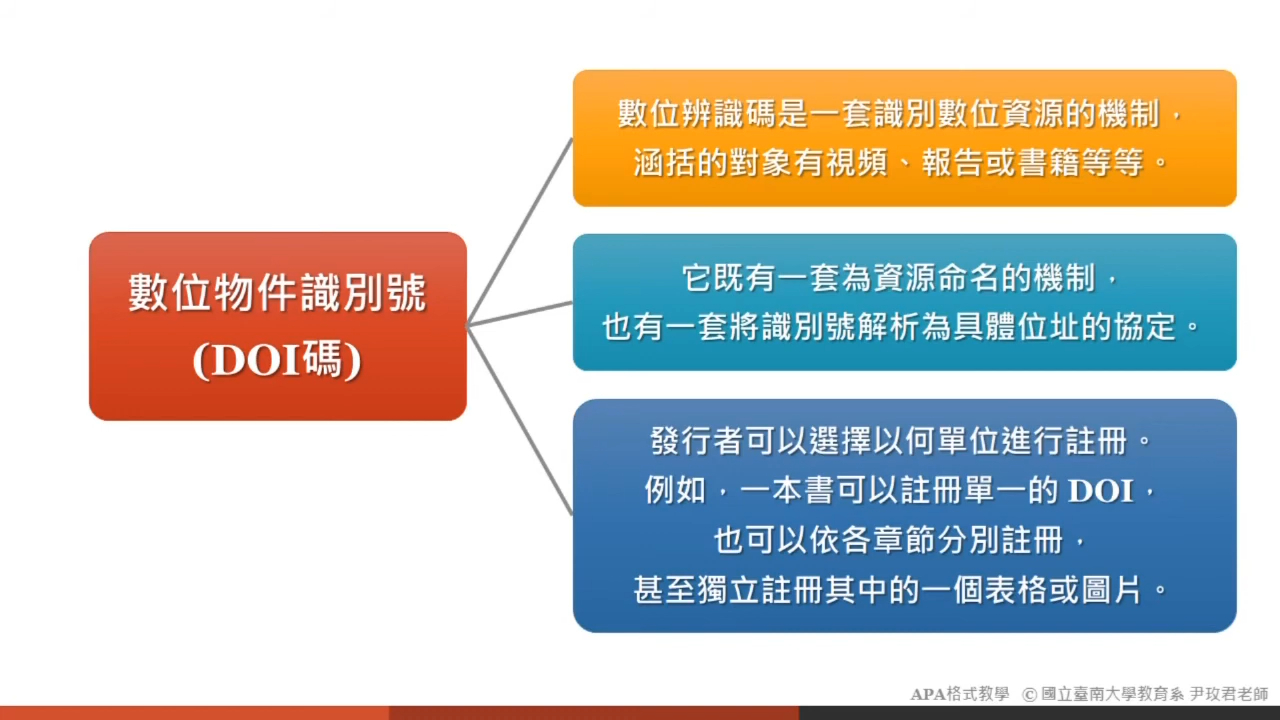 數位物件識別號
(DOI碼)
數位辨識碼是一套識別數位資源的機制，
涵括的對象有視頻、報告或書籍等等。
它既有一套為資源命名的機制，
也有一套將識別號解析為具體位址的協定。
發行者可以選擇以何單位進行註冊。
例如，一本書可以註冊單一的 DOI，
也可以依各章節分別註冊，
甚至獨立註冊其中的一個表格或圖片。
APA格式教學 © 國立臺南大學教育系 尹玫君老師